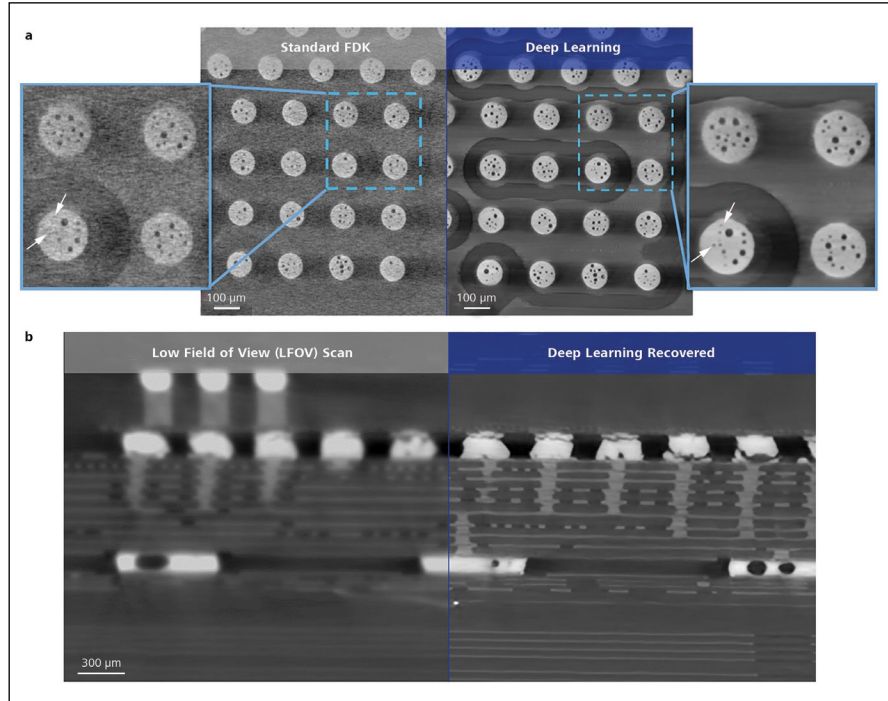 a
Standard FDK
Deep Learning
100 µm
100 µm
b
Low Field of View (LFOV) Scan
Deep Learning Recovered
300 µm